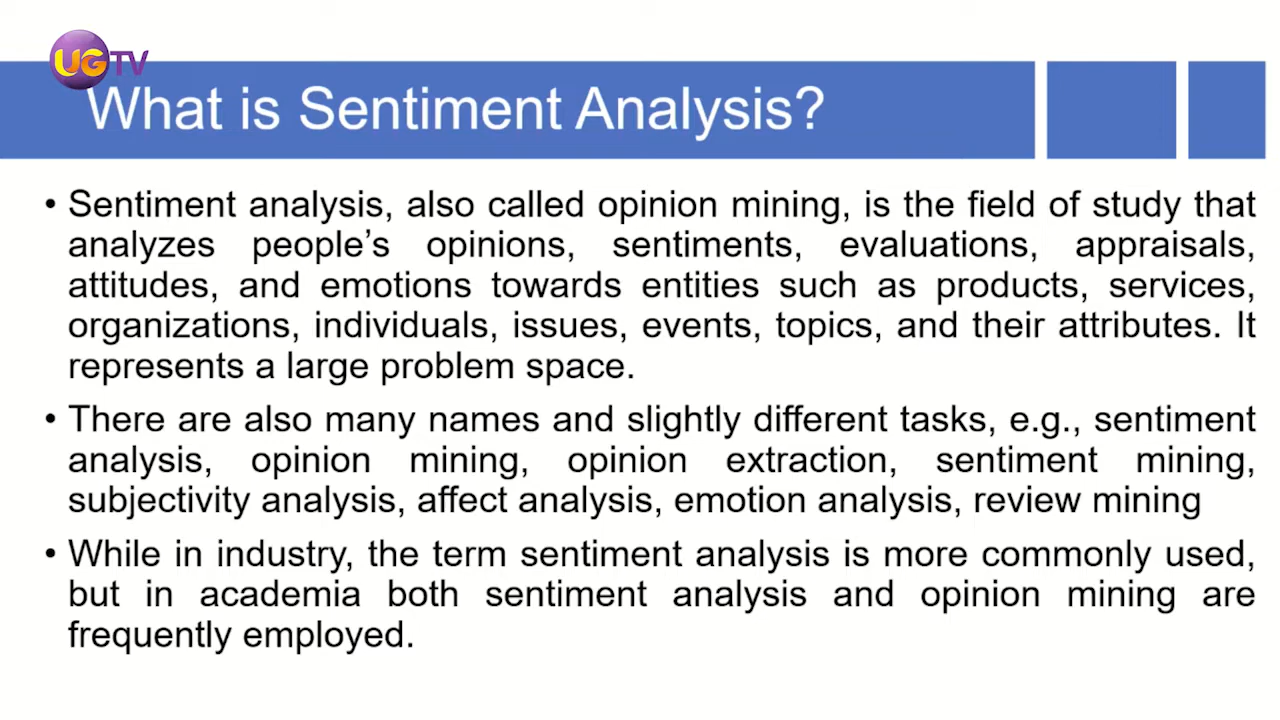 UGTV
What is Sentiment Analysis?
• Sentiment analysis, also called opinion mining, is the field of study that
analyzes people’s opinions, sentiments, evaluations, appraisals,
attitudes, and emotions towards entities such as products, services,
organizations, individuals, issues, events, topics, and their attributes. It
represents a large problem space.
• There are also many names and slightly different tasks, e.g., sentiment
analysis, opinion mining, opinion extraction, sentiment mining,
subjectivity analysis, affect analysis, emotion analysis, review mining
• While in industry, the term sentiment analysis is more commonly used,
but in academia both sentiment analysis and opinion mining are
frequently employed.